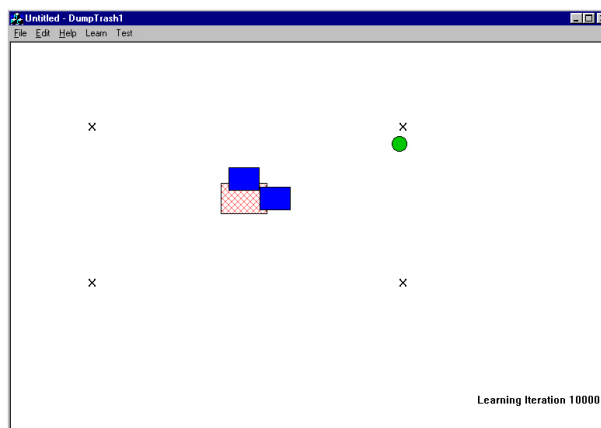 Untitled - DumpTrash1
File Edit Help Learn Test
x x
x x
Learning Iteration 10000